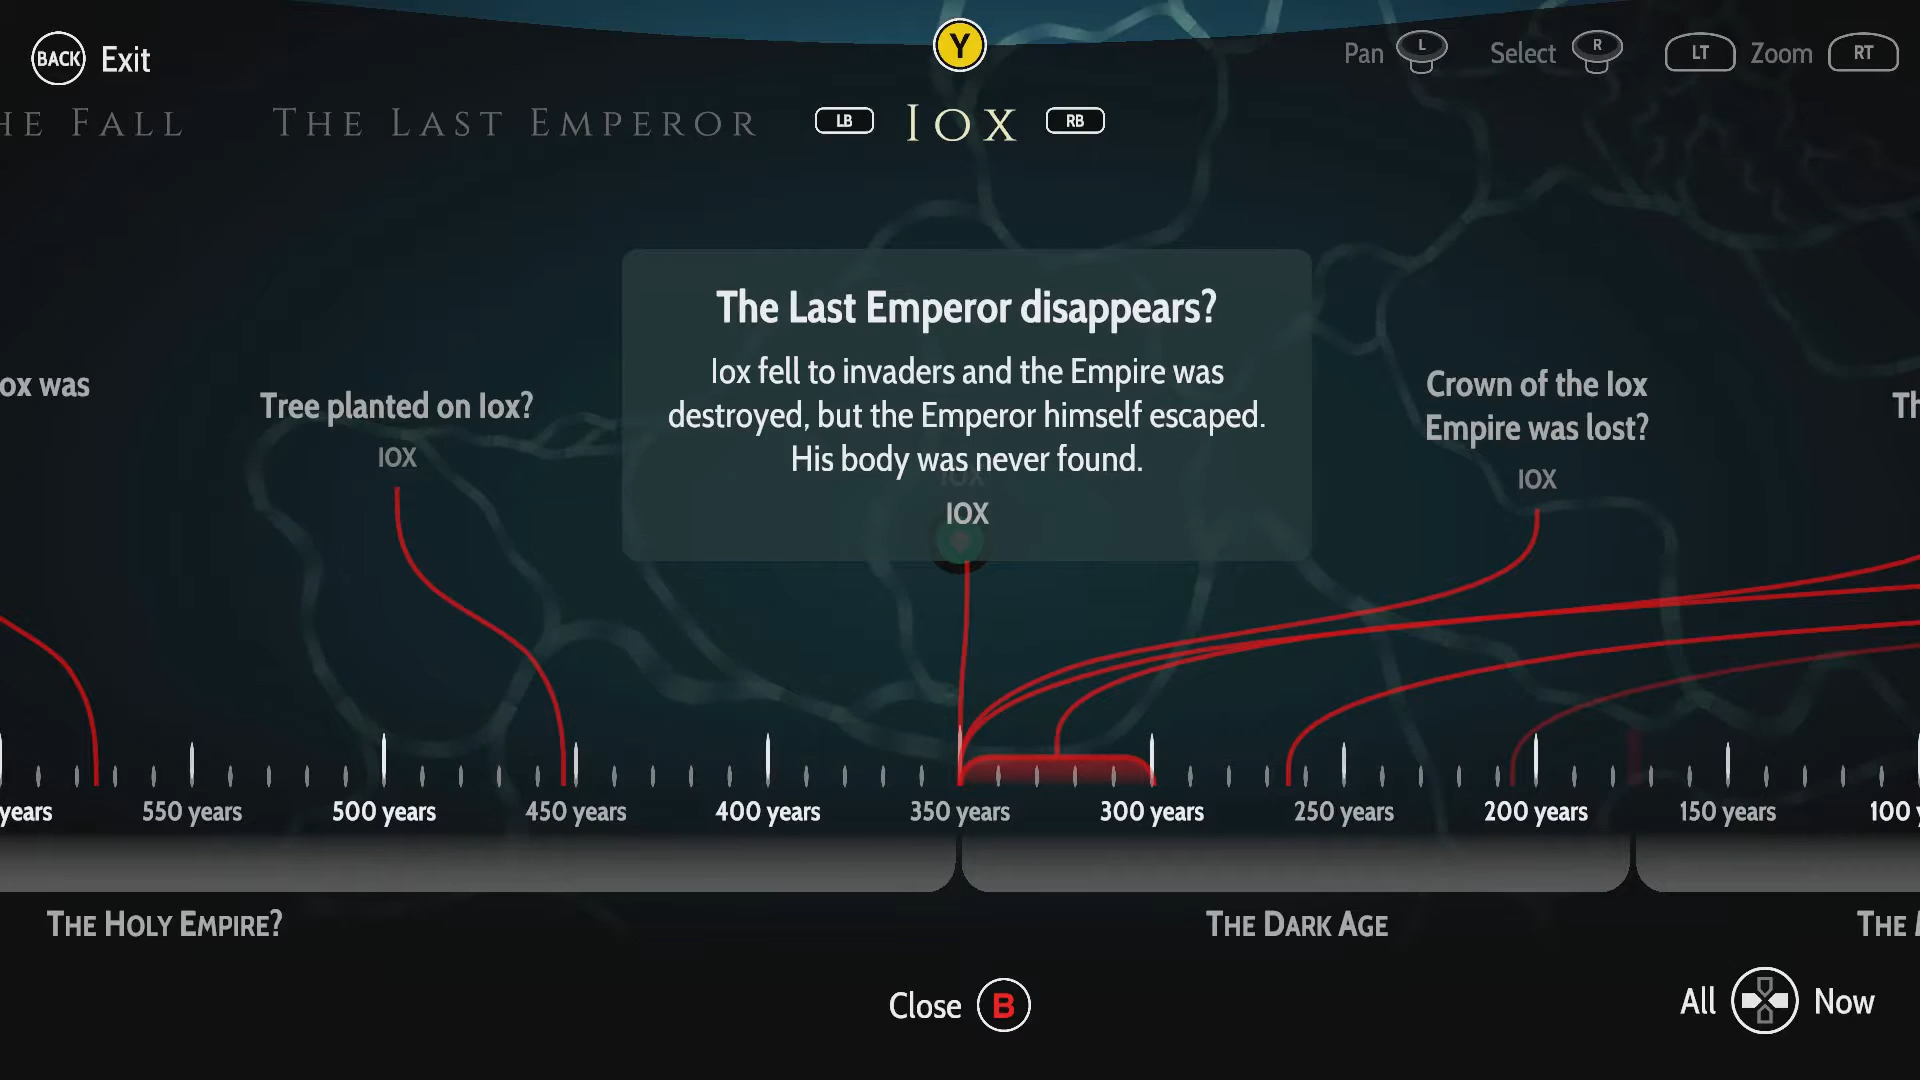 BACK Exit
Y
Pan L Select R LT Zoom RT
HE FALL THE LAST EMPEROR LB IOX RB
The Last Emperor disappears?
Iox fell to invaders and the Empire was
destroyed, but the Emperor himself escaped.
His body was never found.
IOX
ox was
Tree planted on Iox?
IOX
Crown of the Iox
Empire was lost?
IOX
Th
years 550 years 500 years 450 years 400 years 350 years 300 years 250 years 200 years 150 years 100 y
THE HOLY EMPIRE? THE DARK AGE THE
Close B
All Now